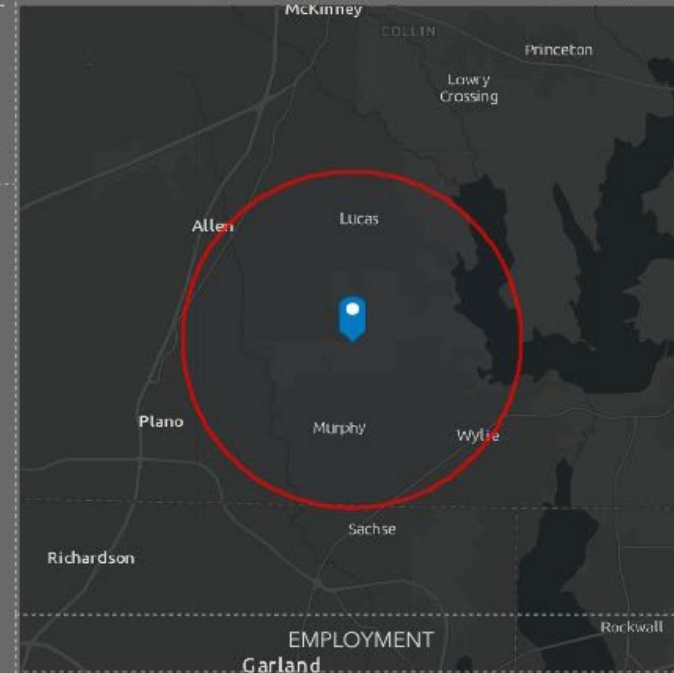 McKinney
COLLIN
Princeton
Lowry
Crossing
Allen
Lucas
Plano
Murphy
Wylie
Sachse
Richardson
Rockwall
EMPLOYMENT
Garland